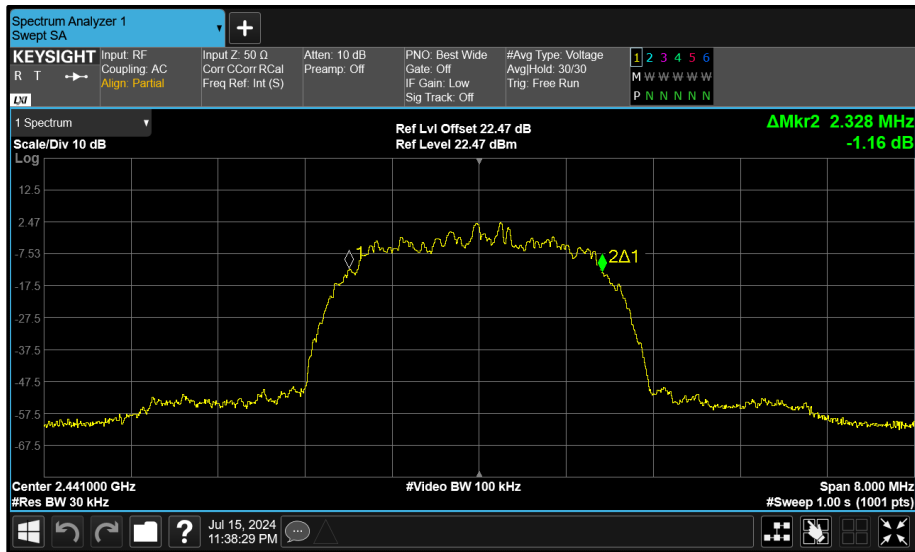 Spectrum Analyzer 1
Swept SA
KEYSIGHT
R T
LXI
Input: RF
Coupling: AC
Align: Partial
Input Z: 50 Ω
Corr CCorr RCal
Freq Ref: Int (S)
Atten: 10 dB
Preamp: Off
PNO: Best Wide
Gate: Off
IF Gain: Low
Sig Track: Off
#Avg Type: Voltage
Avg|Hold: 30/30
Trig: Free Run
1 2 3 4 5 6
M W W W W W
P N N N N N
1 Spectrum
Scale/Div 10 dB
Ref Lvl Offset 22.47 dB
Ref Level 22.47 dBm
ΔMkr2 2.328 MHz
-1.16 dB
Log
12.5
2.47
-7.53
-17.5
-27.5
-37.5
-47.5
-57.5
-67.5
1
2Δ1
Center 2.441000 GHz
#Video BW 100 kHz
Span 8.000 MHz
#Res BW 30 kHz
#Sweep 1.00 s (1001 pts)
?
Jul 15, 2024
11:38:29 PM